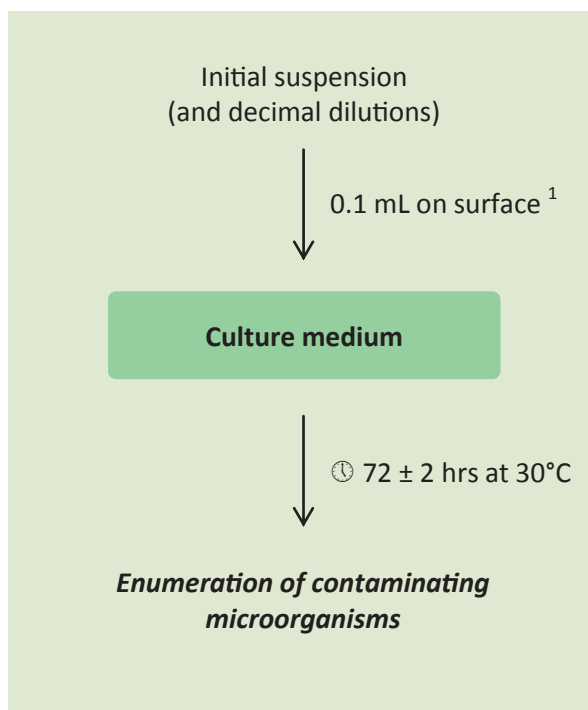 Initial suspension
(and decimal dilutions)
0.1 mL on surface 1
Culture medium
72 ± 2 hrs at 30°C
Enumeration of contaminating
microorganisms